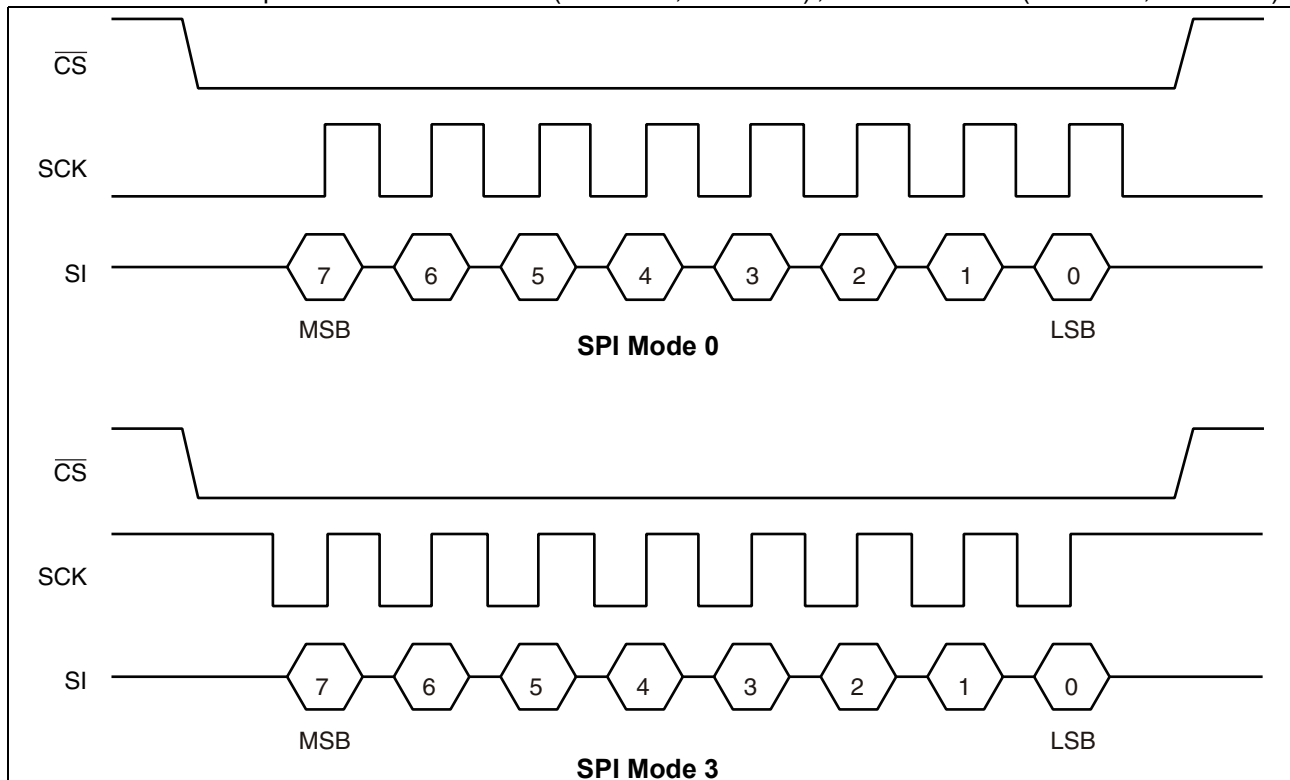 CS
SCK
SI
7 6 5 4 3 2 1 0
MSB LSB
SPI Mode 0
CS
SCK
SI
7 6 5 4 3 2 1 0
MSB LSB
SPI Mode 3